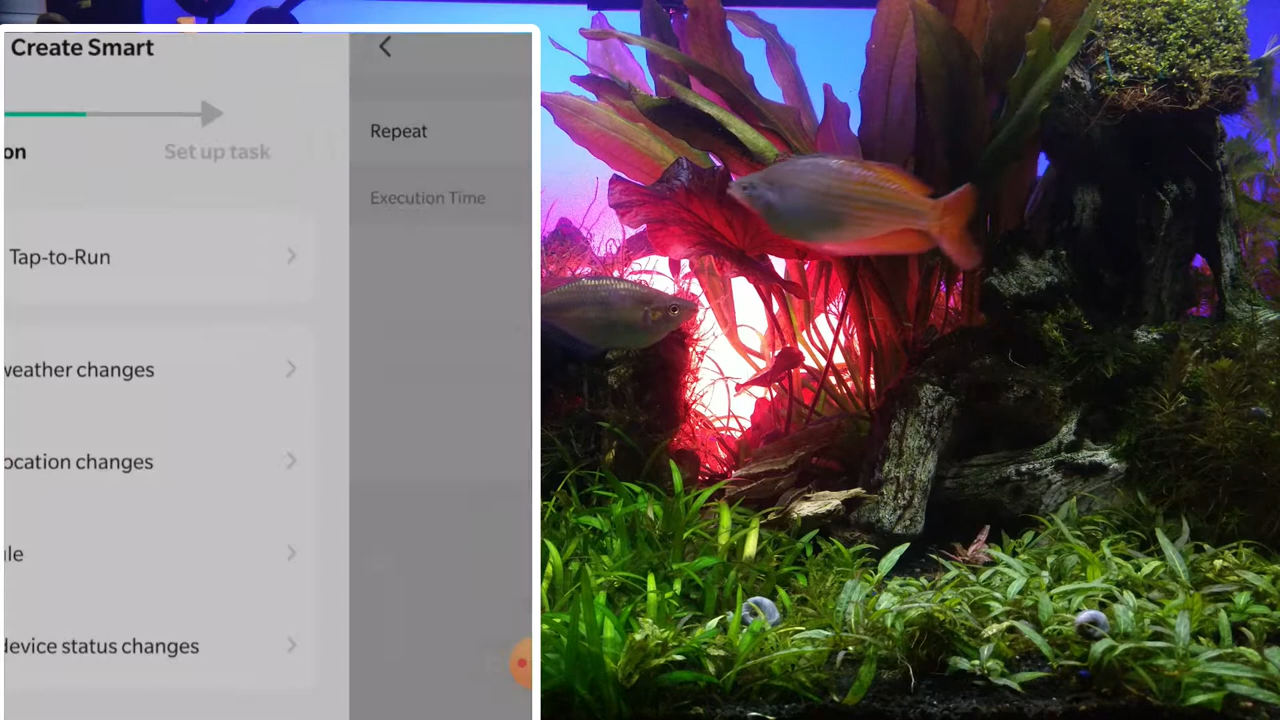 Create Smart
on
Set up task
Tap-to-Run
weather changes
ocation changes
ule
device status changes
Repeat
Execution Time